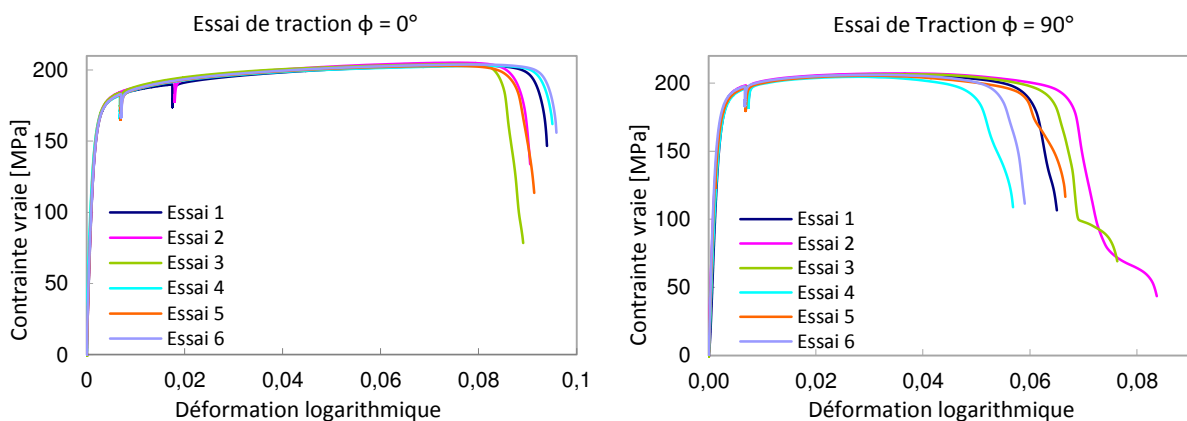 Essai de traction ϕ = 0°
Contrainte vraie [MPa]
200
150
100
50
0
Essai 1
Essai 2
Essai 3
Essai 4
Essai 5
Essai 6
0 0,02 0,04 0,06 0,08 0,1
Déformation logarithmique
Essai de Traction ϕ = 90°
Contrainte vraie [MPa]
200
150
100
50
0
Essai 1
Essai 2
Essai 3
Essai 4
Essai 5
Essai 6
0,00 0,02 0,04 0,06 0,08
Déformation logarithmique